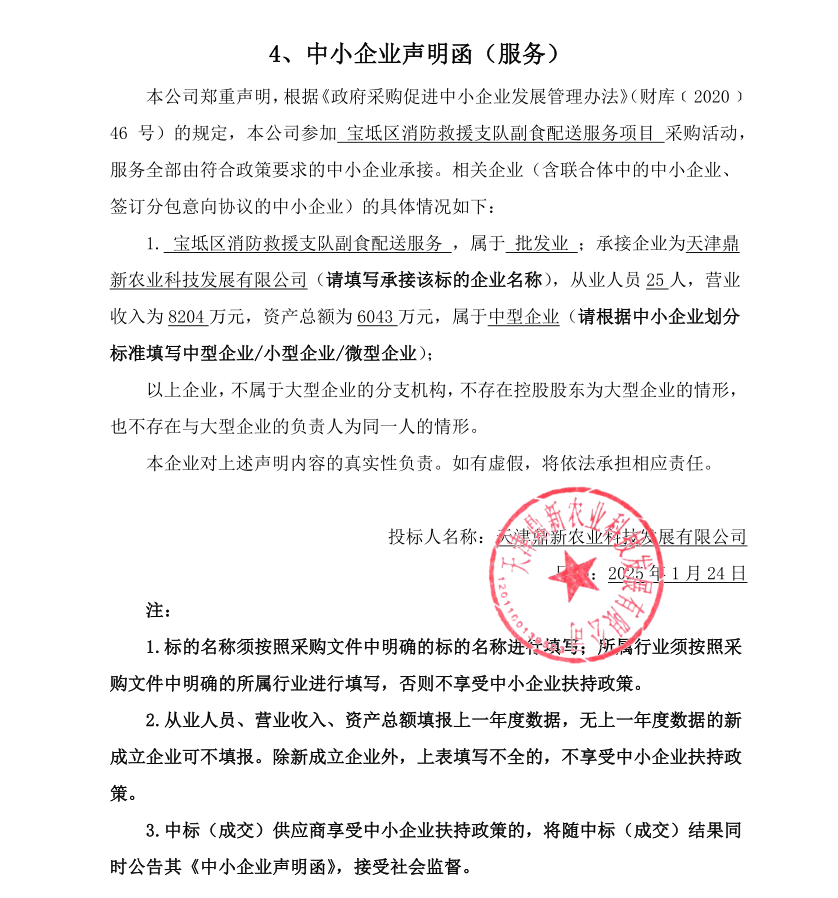 4、中小企业声明函（服务）
本公司郑重声明，根据《政府采购促进中小企业发展管理办法》（财库﹝2020﹞
46 号）的规定，本公司参加 宝坻区消防救援支队副食配送服务项目 采购活动，
服务全部由符合政策要求的中小企业承接。相关企业（含联合体中的中小企业、
签订分包意向协议的中小企业）的具体情况如下：
1. 宝坻区消防救援支队副食配送服务 ，属于 批发业 ；承接企业为天津鼎
新农业科技发展有限公司（请填写承接该标的企业名称），从业人员 25 人，营业
收入为 8204 万元，资产总额为 6043 万元，属于中型企业（请根据中小企业划分
标准填写中型企业/小型企业/微型企业）；
以上企业，不属于大型企业的分支机构，不存在控股股东为大型企业的情形，
也不存在与大型企业的负责人为同一人的情形。
本企业对上述声明内容的真实性负责。如有虚假，将依法承担相应责任。
投标人名称：天津鼎新农业科技发展有限公司
：2025 年 1 月 24 日
天津鼎新农业科技发展有限公司
注：
1.标的名称须按照采购文件中明确的标的名称进行填写；所属行业须按照采
购文件中明确的所属行业进行填写，否则不享受中小企业扶持政策。
2.从业人员、营业收入、资产总额填报上一年度数据，无上一年度数据的新
成立企业可不填报。除新成立企业外，上表填写不全的，不享受中小企业扶持政
策。
3.中标（成交）供应商享受中小企业扶持政策的，将随中标（成交）结果同
时公告其《中小企业声明函》，接受社会监督。